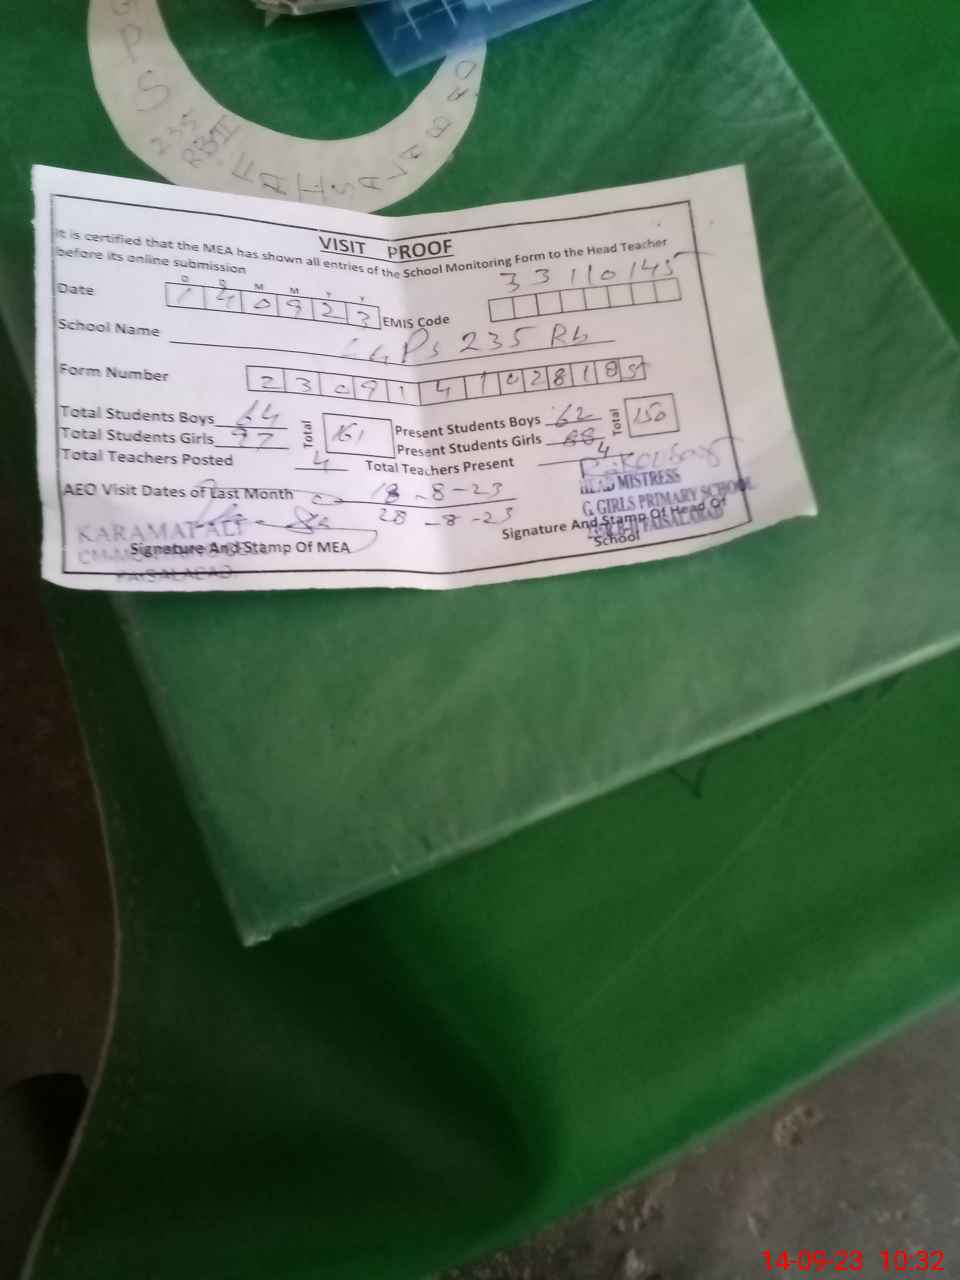 G P S
235
RB II
FAISALABAD
VISIT PROOF
It is certified that the MEA has shown all entries of the School Monitoring Form to the Head Teacher
before its online submission
D D M M Y Y
Date 1 4 0 9 2 3 EMIS Code 33110145
School Name GPS 235 Rb
Form Number 2 3 0 9 1 4 1 0 2 8 1 8 5
Total Students Boys 64 Total 161 Present Students Boys 62 Total 150
Total Students Girls 97 Present Students Girls 88
Total Teachers Posted 4 Total Teachers Present 4
AEO Visit Dates of Last Month 18-8-23
28-8-23
HEAD MISTRESS
G. GIRLS PRIMARY SCHOOL
FAISALABAD
Signature And Stamp Of Head Of
School
KARAMAT ALI
Signature And Stamp Of MEA
FAISALABAD.
14-09-23 10:32